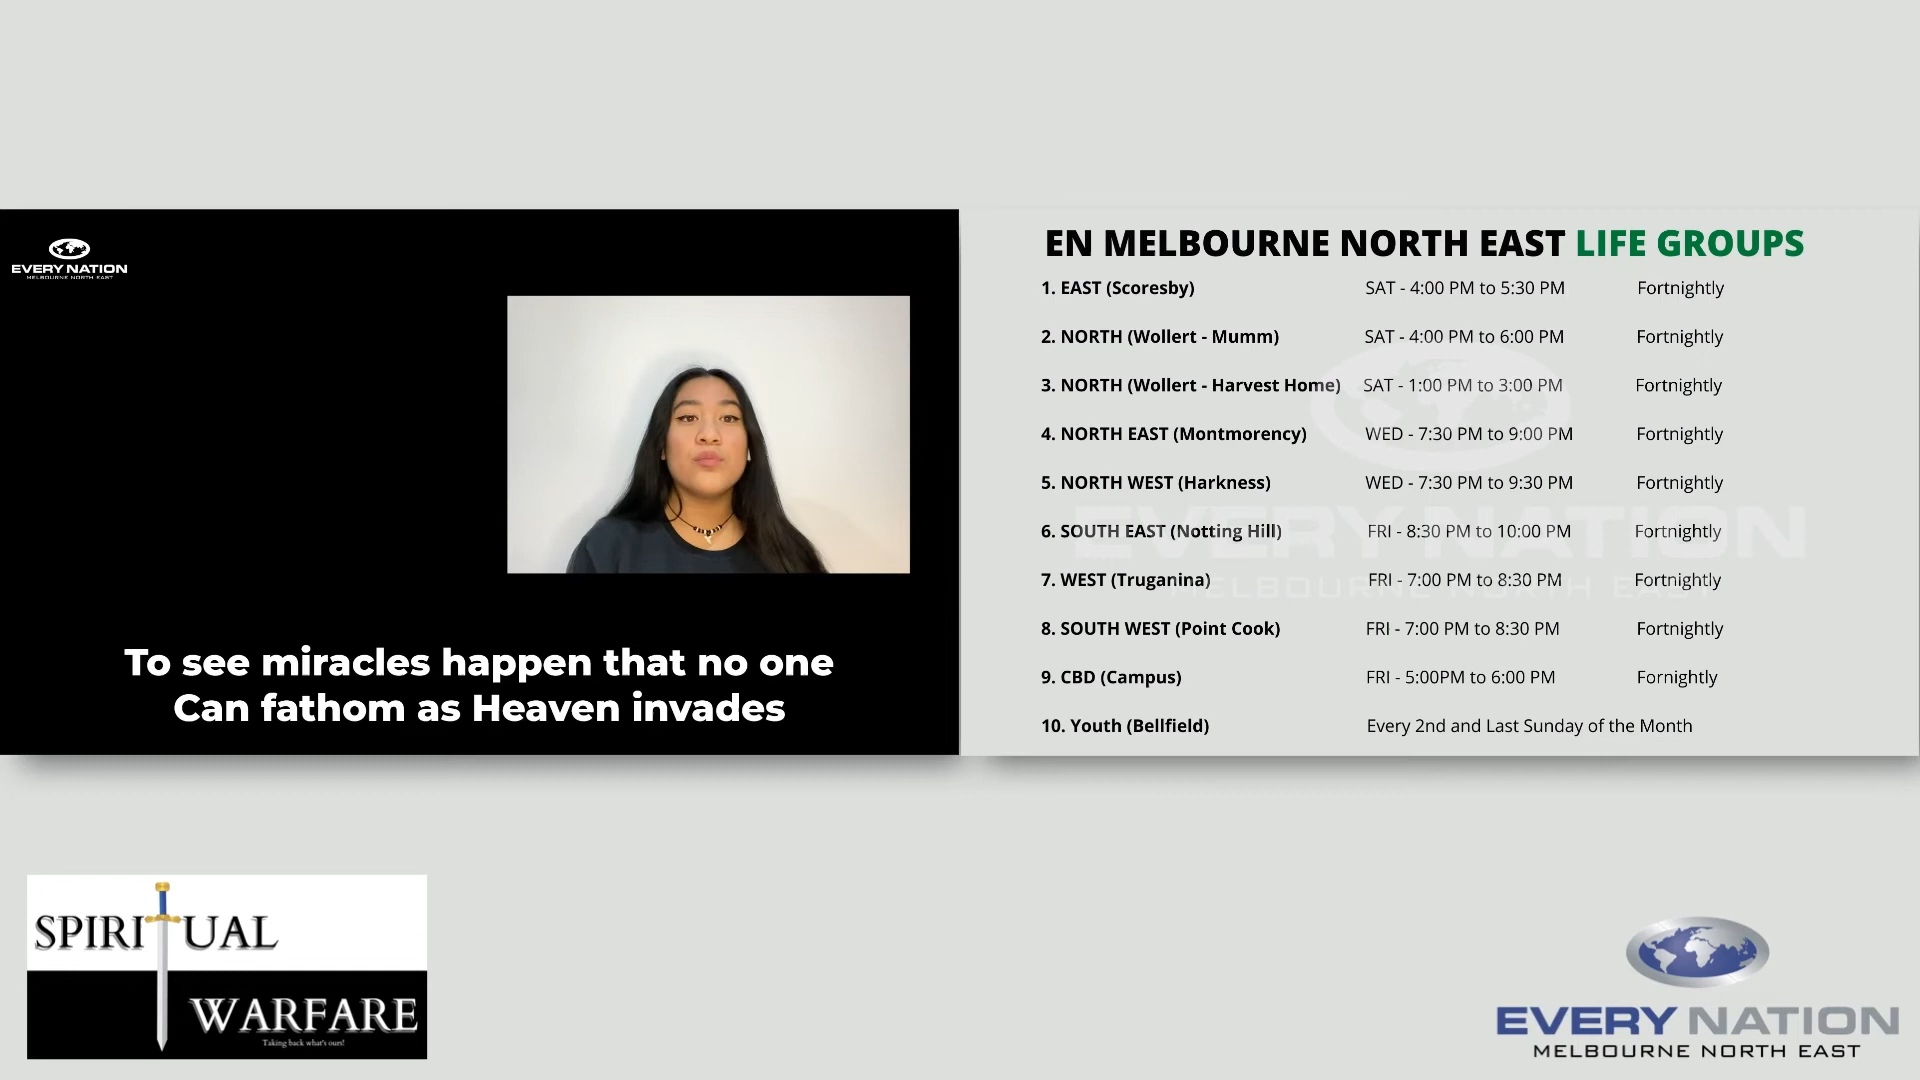 EVERY NATION
MELBOURNE NORTH EAST
To see miracles happen that no one
Can fathom as Heaven invades
EN MELBOURNE NORTH EAST LIFE GROUPS
1. EAST (Scoresby) SAT - 4:00 PM to 5:30 PM Fortnightly
2. NORTH (Wollert - Mumm) SAT - 4:00 PM to 6:00 PM Fortnightly
3. NORTH (Wollert - Harvest Home) SAT - 1:00 PM to 3:00 PM Fortnightly
4. NORTH EAST (Montmorency) WED - 7:30 PM to 9:00 PM Fortnightly
5. NORTH WEST (Harkness) WED - 7:30 PM to 9:30 PM Fortnightly
6. SOUTH EAST (Notting Hill) FRI - 8:30 PM to 10:00 PM Fortnightly
7. WEST (Truganina) FRI - 7:00 PM to 8:30 PM Fortnightly
8. SOUTH WEST (Point Cook) FRI - 7:00 PM to 8:30 PM Fortnightly
9. CBD (Campus) FRI - 5:00PM to 6:00 PM Fornightly
10. Youth (Bellfield) Every 2nd and Last Sunday of the Month
EVERY NATION
MELBOURNE NORTH EAST
SPIRITUAL
WARFARE
Taking back what's ours!
EVERY NATION
MELBOURNE NORTH EAST